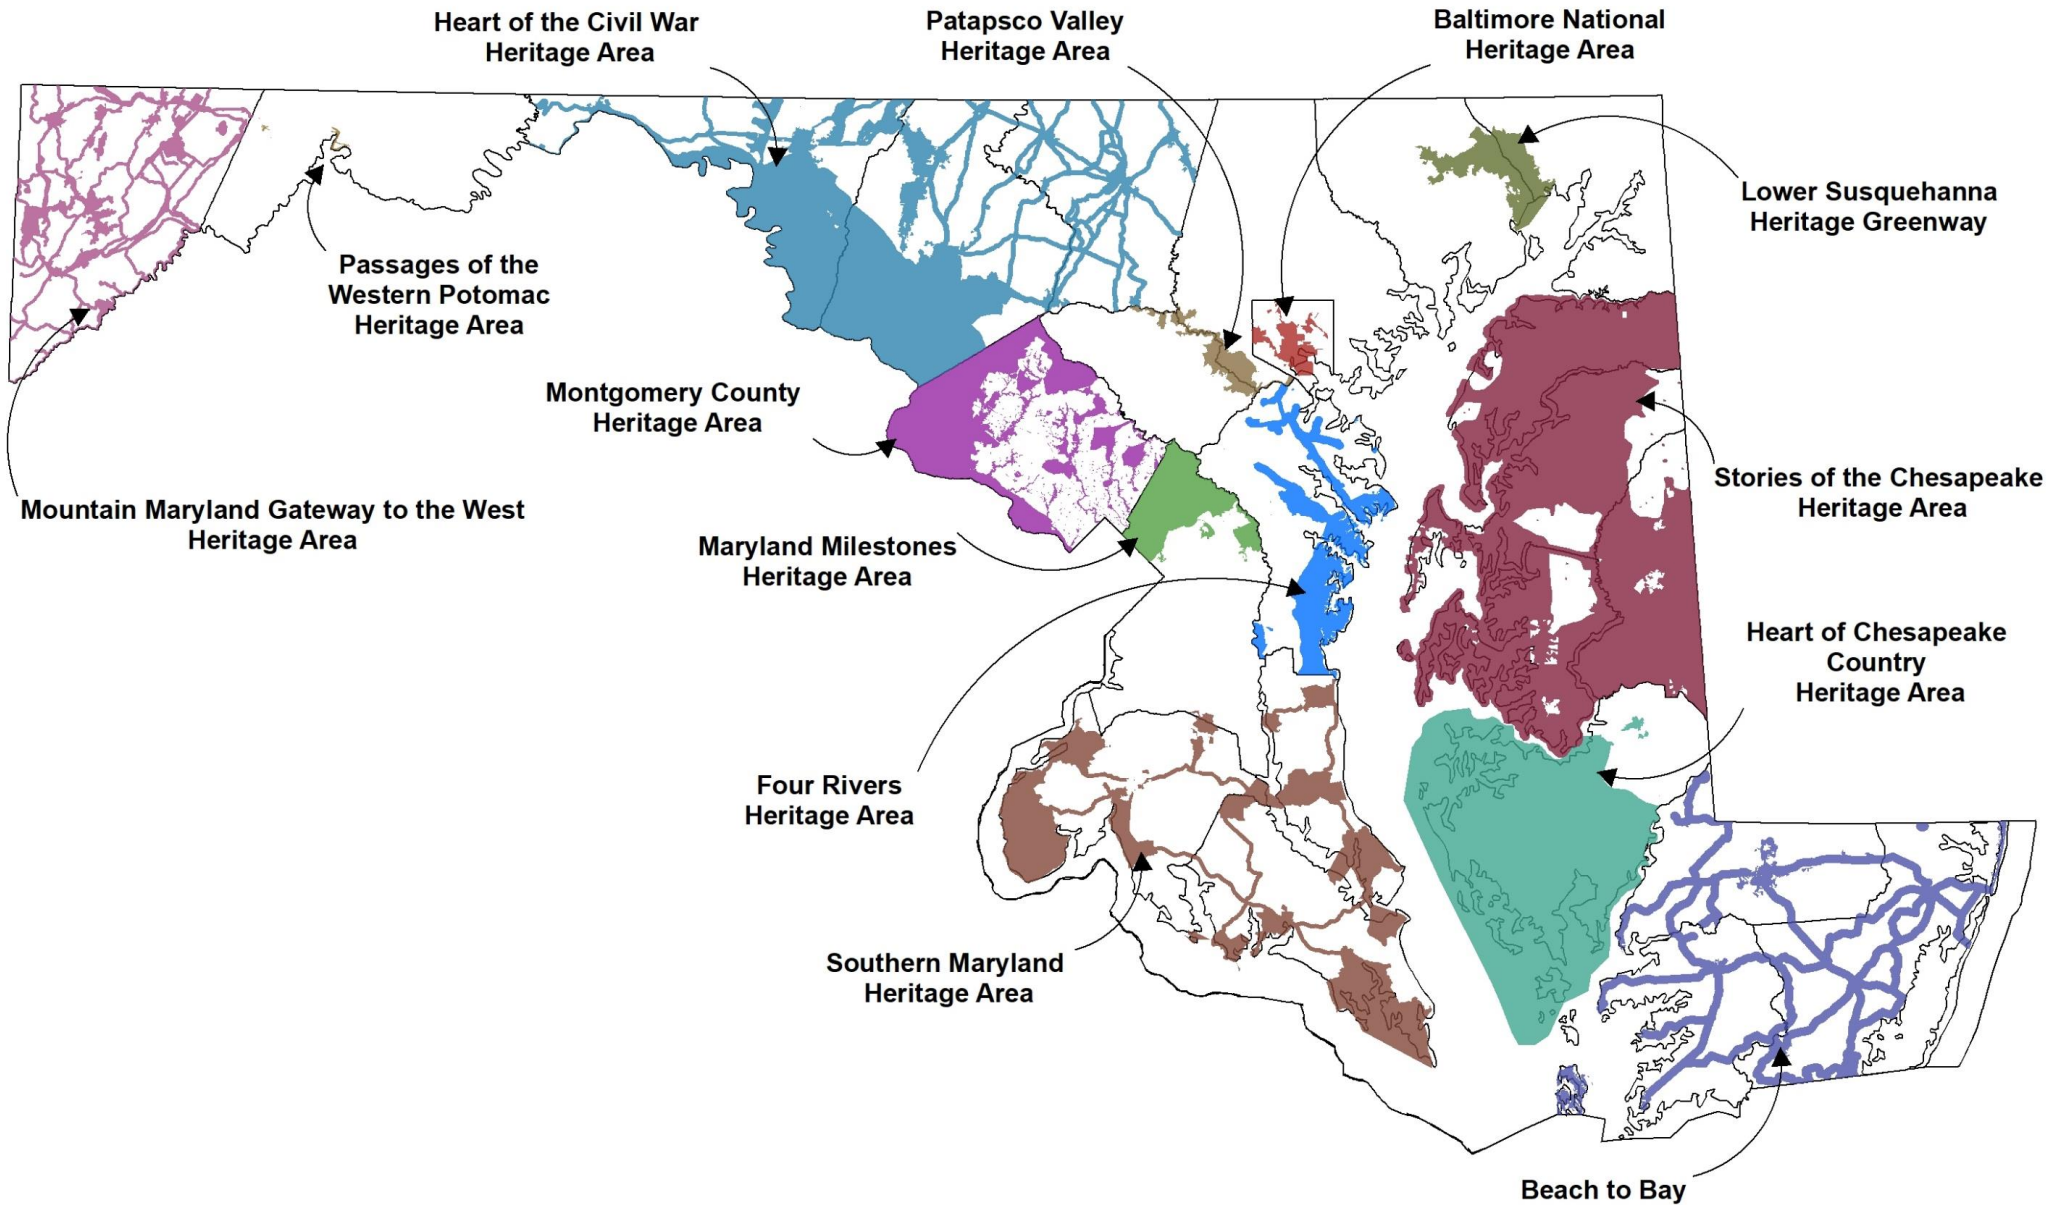 Heart of the Civil War
Heritage Area
Patapsco Valley
Heritage Area
Baltimore National
Heritage Area
Lower Susquehanna
Heritage Greenway
Passages of the
Western Potomac
Heritage Area
Montgomery County
Heritage Area
Stories of the Chesapeake
Heritage Area
Mountain Maryland Gateway to the West
Heritage Area
Maryland Milestones
Heritage Area
Heart of Chesapeake
Country
Heritage Area
Four Rivers
Heritage Area
Southern Maryland
Heritage Area
Beach to Bay